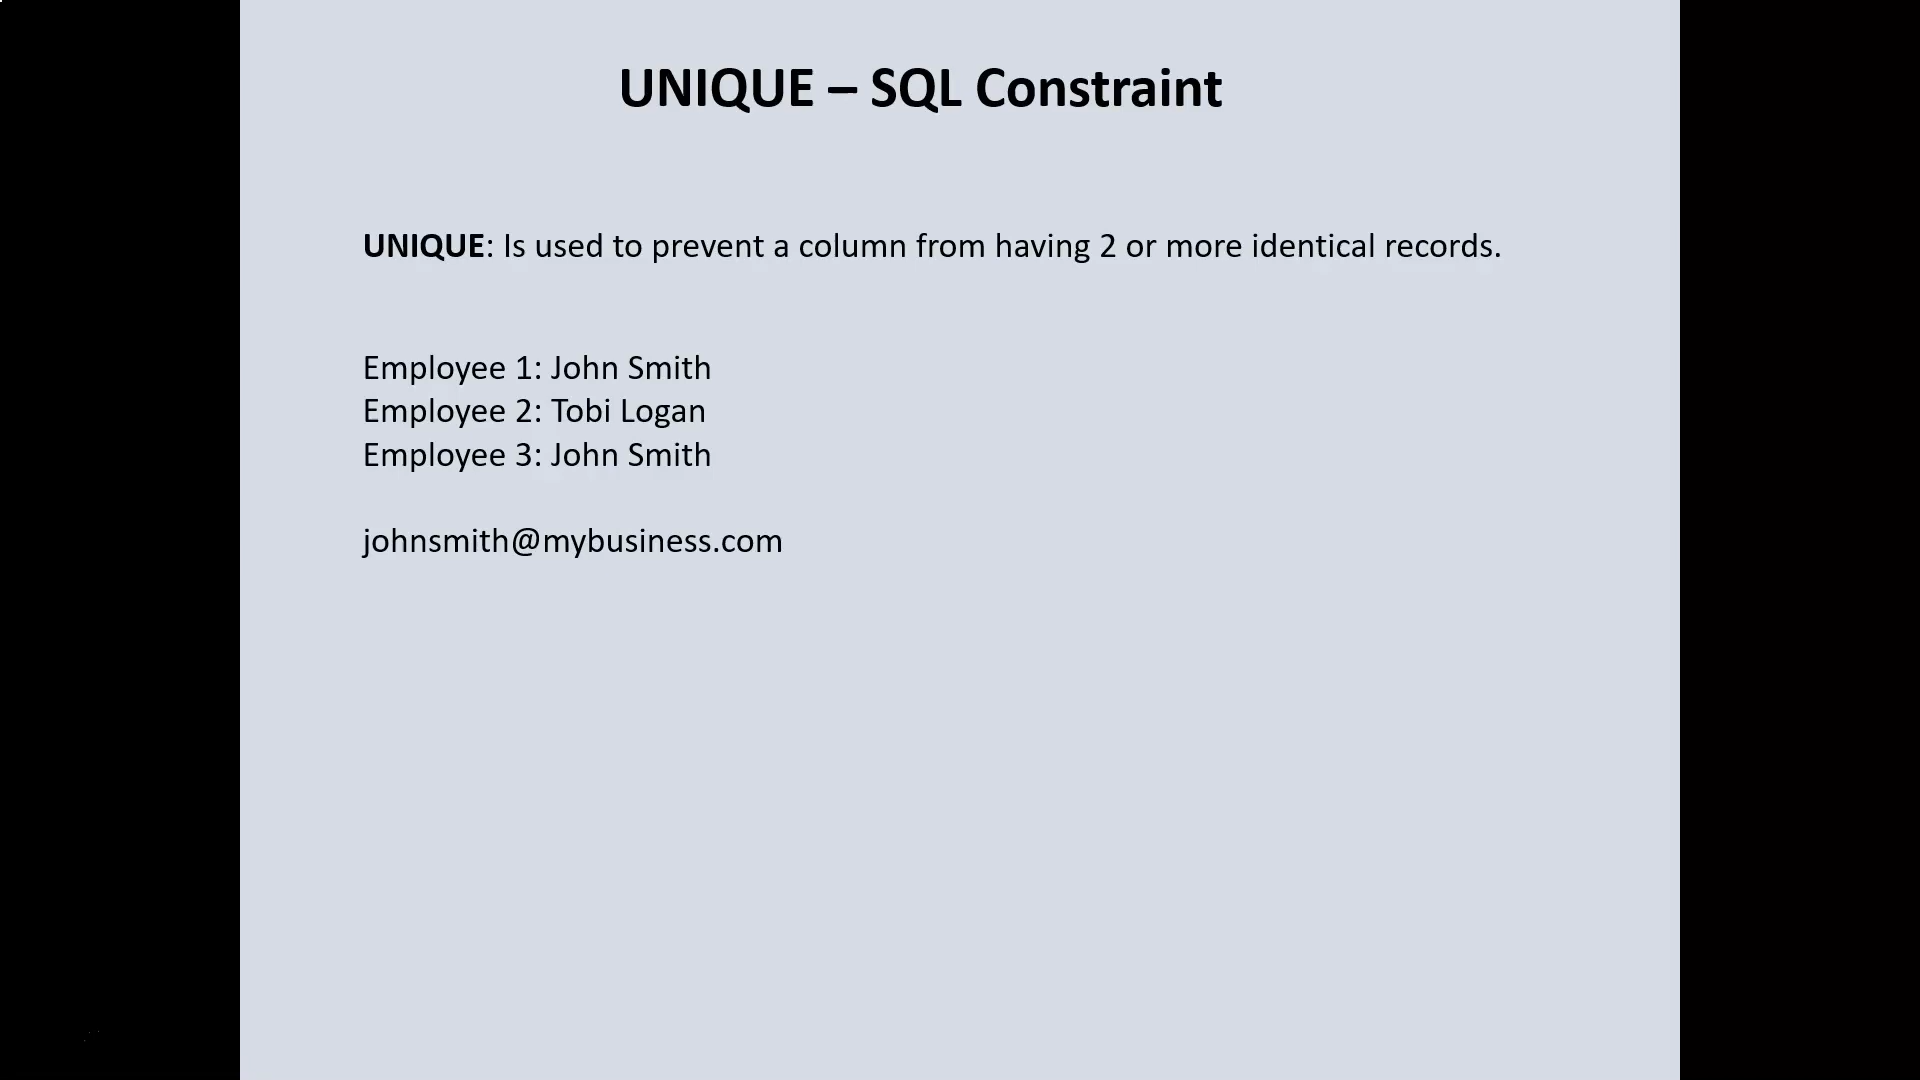 UNIQUE – SQL Constraint
UNIQUE: Is used to prevent a column from having 2 or more identical records.
Employee 1: John Smith
Employee 2: Tobi Logan
Employee 3: John Smith
johnsmith@mybusiness.com